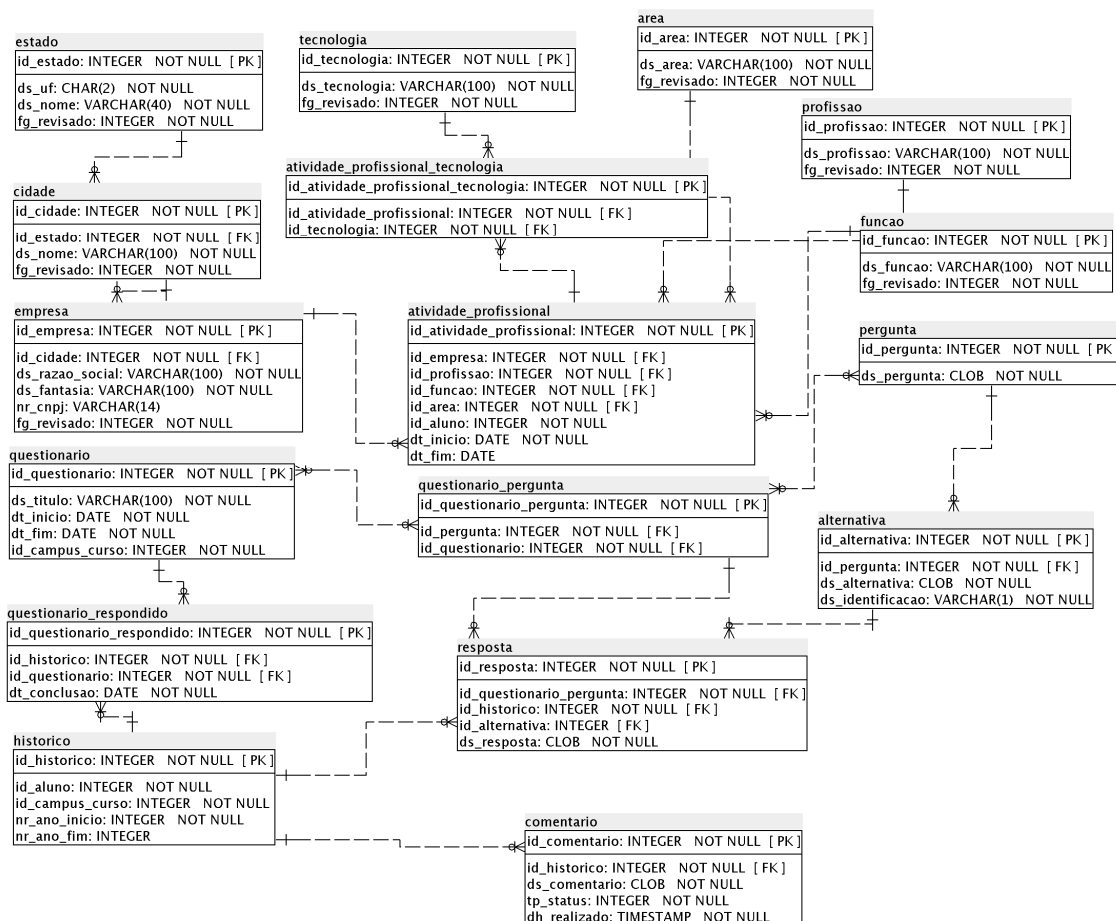 estado
id_estado: INTEGER NOT NULL [ PK ]
ds_uf: CHAR(2) NOT NULL
ds_nome: VARCHAR(40) NOT NULL
fg_revisado: INTEGER NOT NULL
tecnologia
id_tecnologia: INTEGER NOT NULL [ PK ]
ds_tecnologia: VARCHAR(100) NOT NULL
fg_revisado: INTEGER NOT NULL
area
id_area: INTEGER NOT NULL [ PK ]
ds_area: VARCHAR(100) NOT NULL
fg_revisado: INTEGER NOT NULL
profissao
id_profissao: INTEGER NOT NULL [ PK ]
ds_profissao: VARCHAR(100) NOT NULL
fg_revisado: INTEGER NOT NULL
cidade
id_cidade: INTEGER NOT NULL [ PK ]
id_estado: INTEGER NOT NULL [ FK ]
ds_nome: VARCHAR(100) NOT NULL
fg_revisado: INTEGER NOT NULL
atividade_profissional_tecnologia
id_atividade_profissional_tecnologia: INTEGER NOT NULL [ PK ]
id_atividade_profissional: INTEGER NOT NULL [ FK ]
id_tecnologia: INTEGER NOT NULL [ FK ]
funcao
id_funcao: INTEGER NOT NULL [ PK ]
ds_funcao: VARCHAR(100) NOT NULL
fg_revisado: INTEGER NOT NULL
empresa
id_empresa: INTEGER NOT NULL [ PK ]
id_cidade: INTEGER NOT NULL [ FK ]
ds_razao_social: VARCHAR(100) NOT NULL
ds_fantasia: VARCHAR(100) NOT NULL
nr_cnpj: VARCHAR(14)
fg_revisado: INTEGER NOT NULL
atividade_profissional
id_atividade_profissional: INTEGER NOT NULL [ PK ]
id_empresa: INTEGER NOT NULL [ FK ]
id_profissao: INTEGER NOT NULL [ FK ]
id_funcao: INTEGER NOT NULL [ FK ]
id_area: INTEGER NOT NULL [ FK ]
id_aluno: INTEGER NOT NULL
dt_inicio: DATE NOT NULL
dt_fim: DATE
pergunta
id_pergunta: INTEGER NOT NULL [ PK
ds_pergunta: CLOB NOT NULL
questionario
id_questionario: INTEGER NOT NULL [ PK ]
ds_titulo: VARCHAR(100) NOT NULL
dt_inicio: DATE NOT NULL
dt_fim: DATE NOT NULL
id_campus_curso: INTEGER NOT NULL
questionario_pergunta
id_questionario_pergunta: INTEGER NOT NULL [ PK ]
id_pergunta: INTEGER NOT NULL [ FK ]
id_questionario: INTEGER NOT NULL [ FK ]
alternativa
id_alternativa: INTEGER NOT NULL [ PK ]
id_pergunta: INTEGER NOT NULL [ FK ]
ds_alternativa: CLOB NOT NULL
ds_identificacao: VARCHAR(1) NOT NULL
questionario_respondido
id_questionario_respondido: INTEGER NOT NULL [ PK ]
id_historico: INTEGER NOT NULL [ FK ]
id_questionario: INTEGER NOT NULL [ FK ]
dt_conclusao: DATE NOT NULL
resposta
id_resposta: INTEGER NOT NULL [ PK ]
id_questionario_pergunta: INTEGER NOT NULL [ FK ]
id_historico: INTEGER NOT NULL [ FK ]
id_alternativa: INTEGER [ FK ]
ds_resposta: CLOB NOT NULL
historico
id_historico: INTEGER NOT NULL [ PK ]
id_aluno: INTEGER NOT NULL
id_campus_curso: INTEGER NOT NULL
nr_ano_inicio: INTEGER NOT NULL
nr_ano_fim: INTEGER
comentario
id_comentario: INTEGER NOT NULL [ PK ]
id_historico: INTEGER NOT NULL [ FK ]
ds_comentario: CLOB NOT NULL
tp_status: INTEGER NOT NULL
dh_realizado: TIMESTAMP NOT NULL